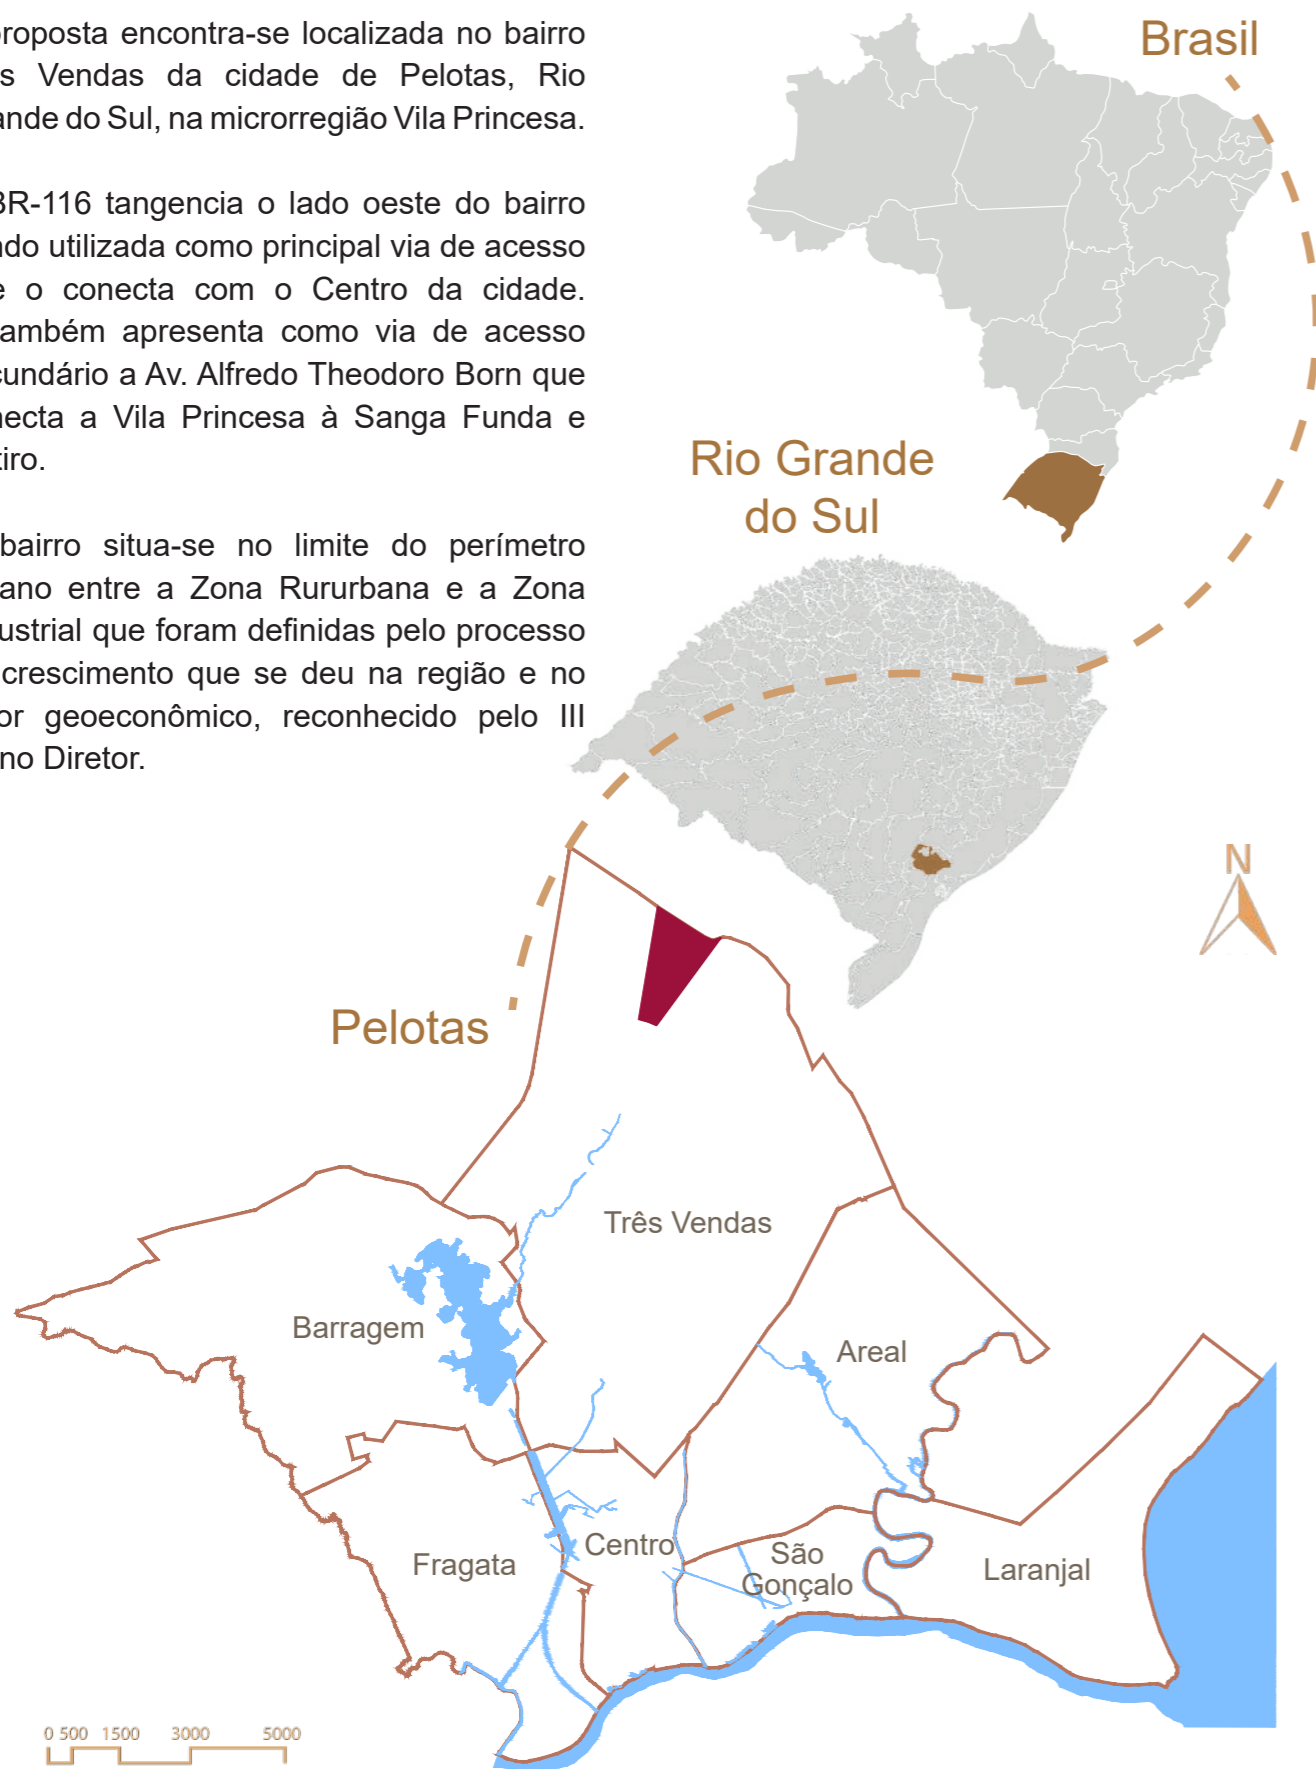 proposta encontra-se localizada no bairro
s Vendas da cidade de Pelotas, Rio
ande do Sul, na microrregião Vila Princesa.
BR-116 tangencia o lado oeste do bairro
ndo utilizada como principal via de acesso
e o conecta com o Centro da cidade.
também apresenta como via de acesso
cundário a Av. Alfredo Theodoro Born que
necta a Vila Princesa à Sanga Funda e
tiro.
bairro situa-se no limite do perímetro
ano entre a Zona Rururbana e a Zona
ustrial que foram definidas pelo processo
crescimento que se deu na região e no
or geoeconômico, reconhecido pelo III
no Diretor.
Brasil
Rio Grande
do Sul
N
Pelotas
Três Vendas
Barragem
Areal
Centro
São
Gonçalo
Fragata
Laranjal
0 500 1500 3000 5000